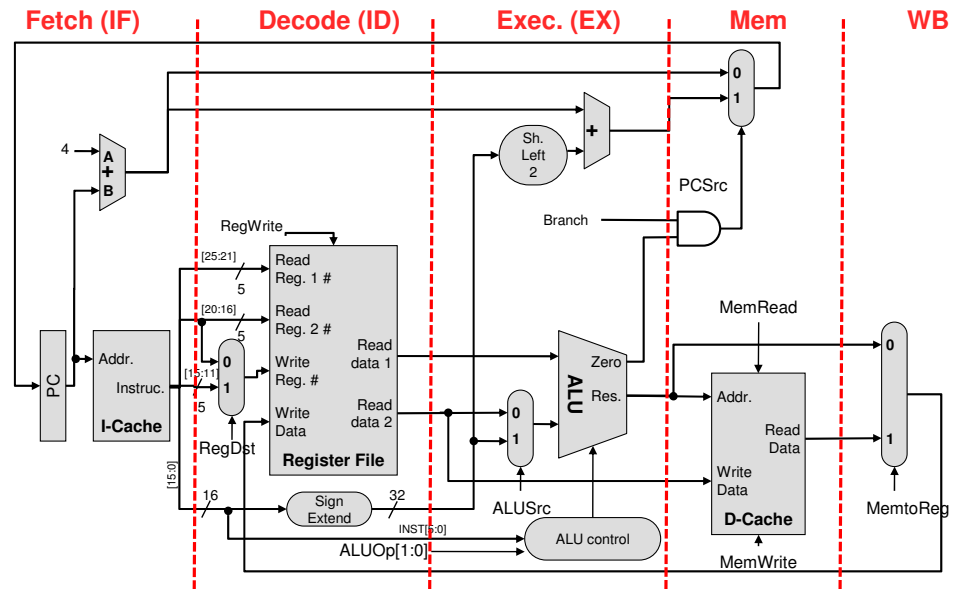 Fetch (IF)
Decode (ID)
Exec. (EX)
Mem
WB
0
1
4
A
+
B
+
Sh.
Left
2
PCSrc
Branch
RegWrite
[25:21]
5
Read
Reg. 1 #
[20:16]
5
Read
Reg. 2 #
0
1
Write
Reg. #
Write
Data
Read
data 1
Read
data 2
Register File
PC
Addr.
Instruc.
I-Cache
[15:11]
5
RegDst
[15:0]
16
Sign
Extend
32
INST[5:0]
ALUOp[1:0]
0
1
ALUSrc
ALU
Zero
Res.
ALU control
MemRead
Addr.
Read
Data
Write
Data
D-Cache
MemWrite
0
1
MemtoReg